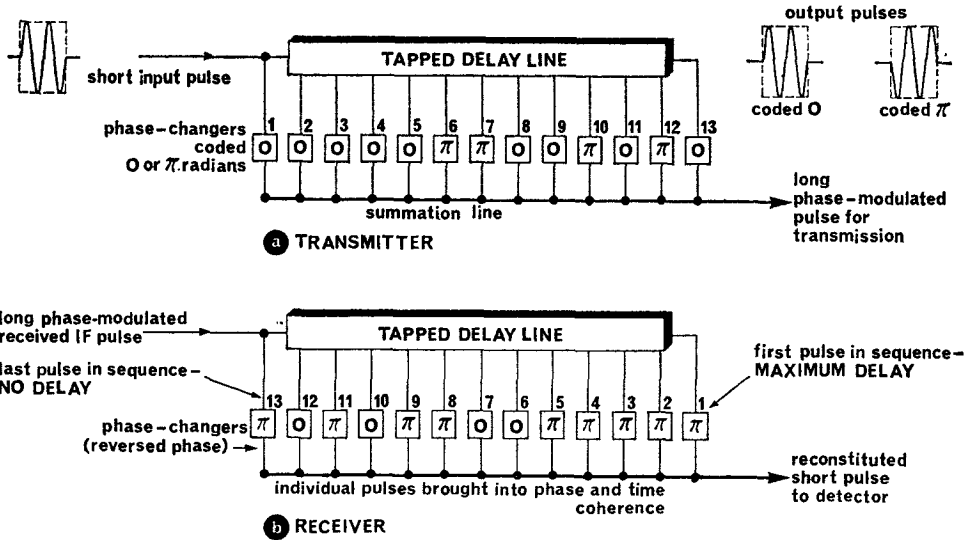 output pulses
TAPPED DELAY LINE
short input pulse
coded 0
coded π
phase-changers
coded
0 or π radians
1 2 3 4 5 6 7 8 9 10 11 12 13
0 0 0 0 0 π π 0 0 π 0 π 0
summation line
long
phase-modulated
pulse for
transmission
a TRANSMITTER
long phase-modulated
received IF pulse
TAPPED DELAY LINE
last pulse in sequence-
NO DELAY
first pulse in sequence-
MAXIMUM DELAY
13 12 11 10 9 8 7 6 5 4 3 2 1
π 0 π 0 π π 0 0 π π π π π
phase-changers
(reversed phase)
individual pulses brought into phase and time
coherence
reconstituted
short pulse
to detector
b RECEIVER